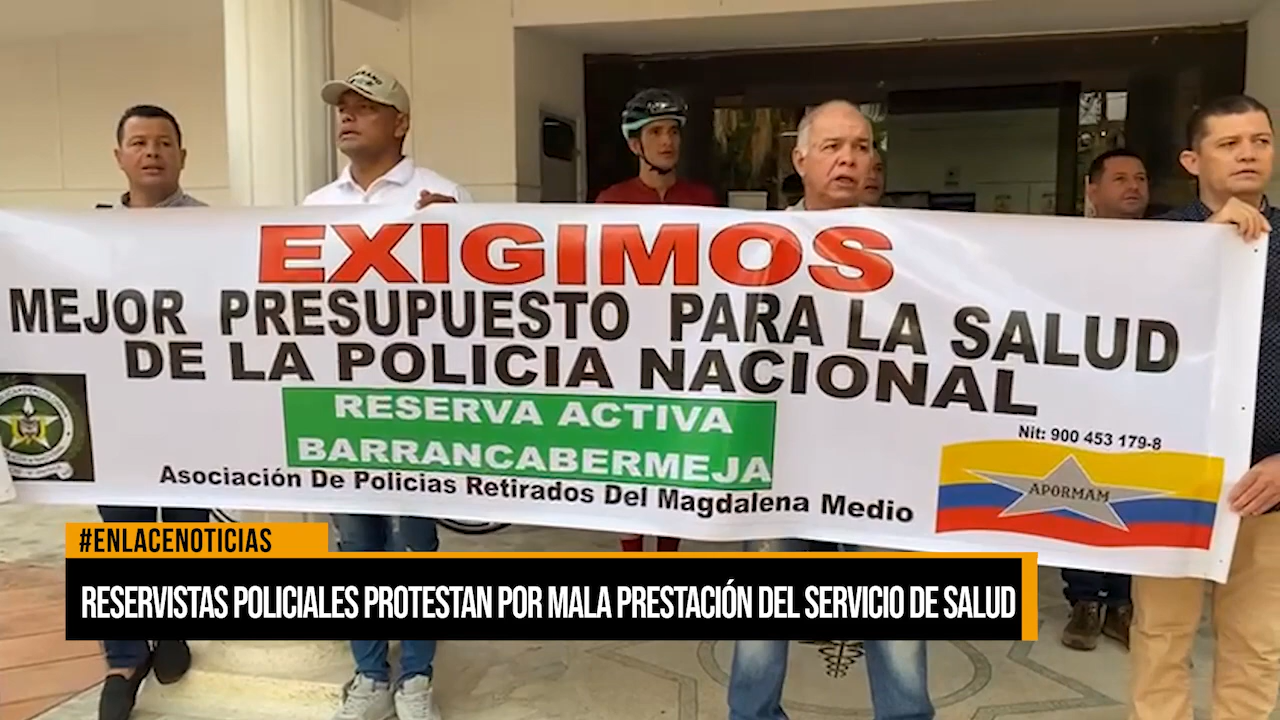 EXIGIMOS
MEJOR PRESUPUESTO PARA LA SALUD
DE LA POLICIA NACIONAL
RESERVA ACTIVA
BARRANCABERMEJA
Asociación De Policias Retirados Del Magdalena Medio
Nit: 900 453 179-8
APORMAM
#ENLACENOTICIAS
RESERVISTAS POLICIALES PROTESTAN POR MALA PRESTACIÓN DEL SERVICIO DE SALUD